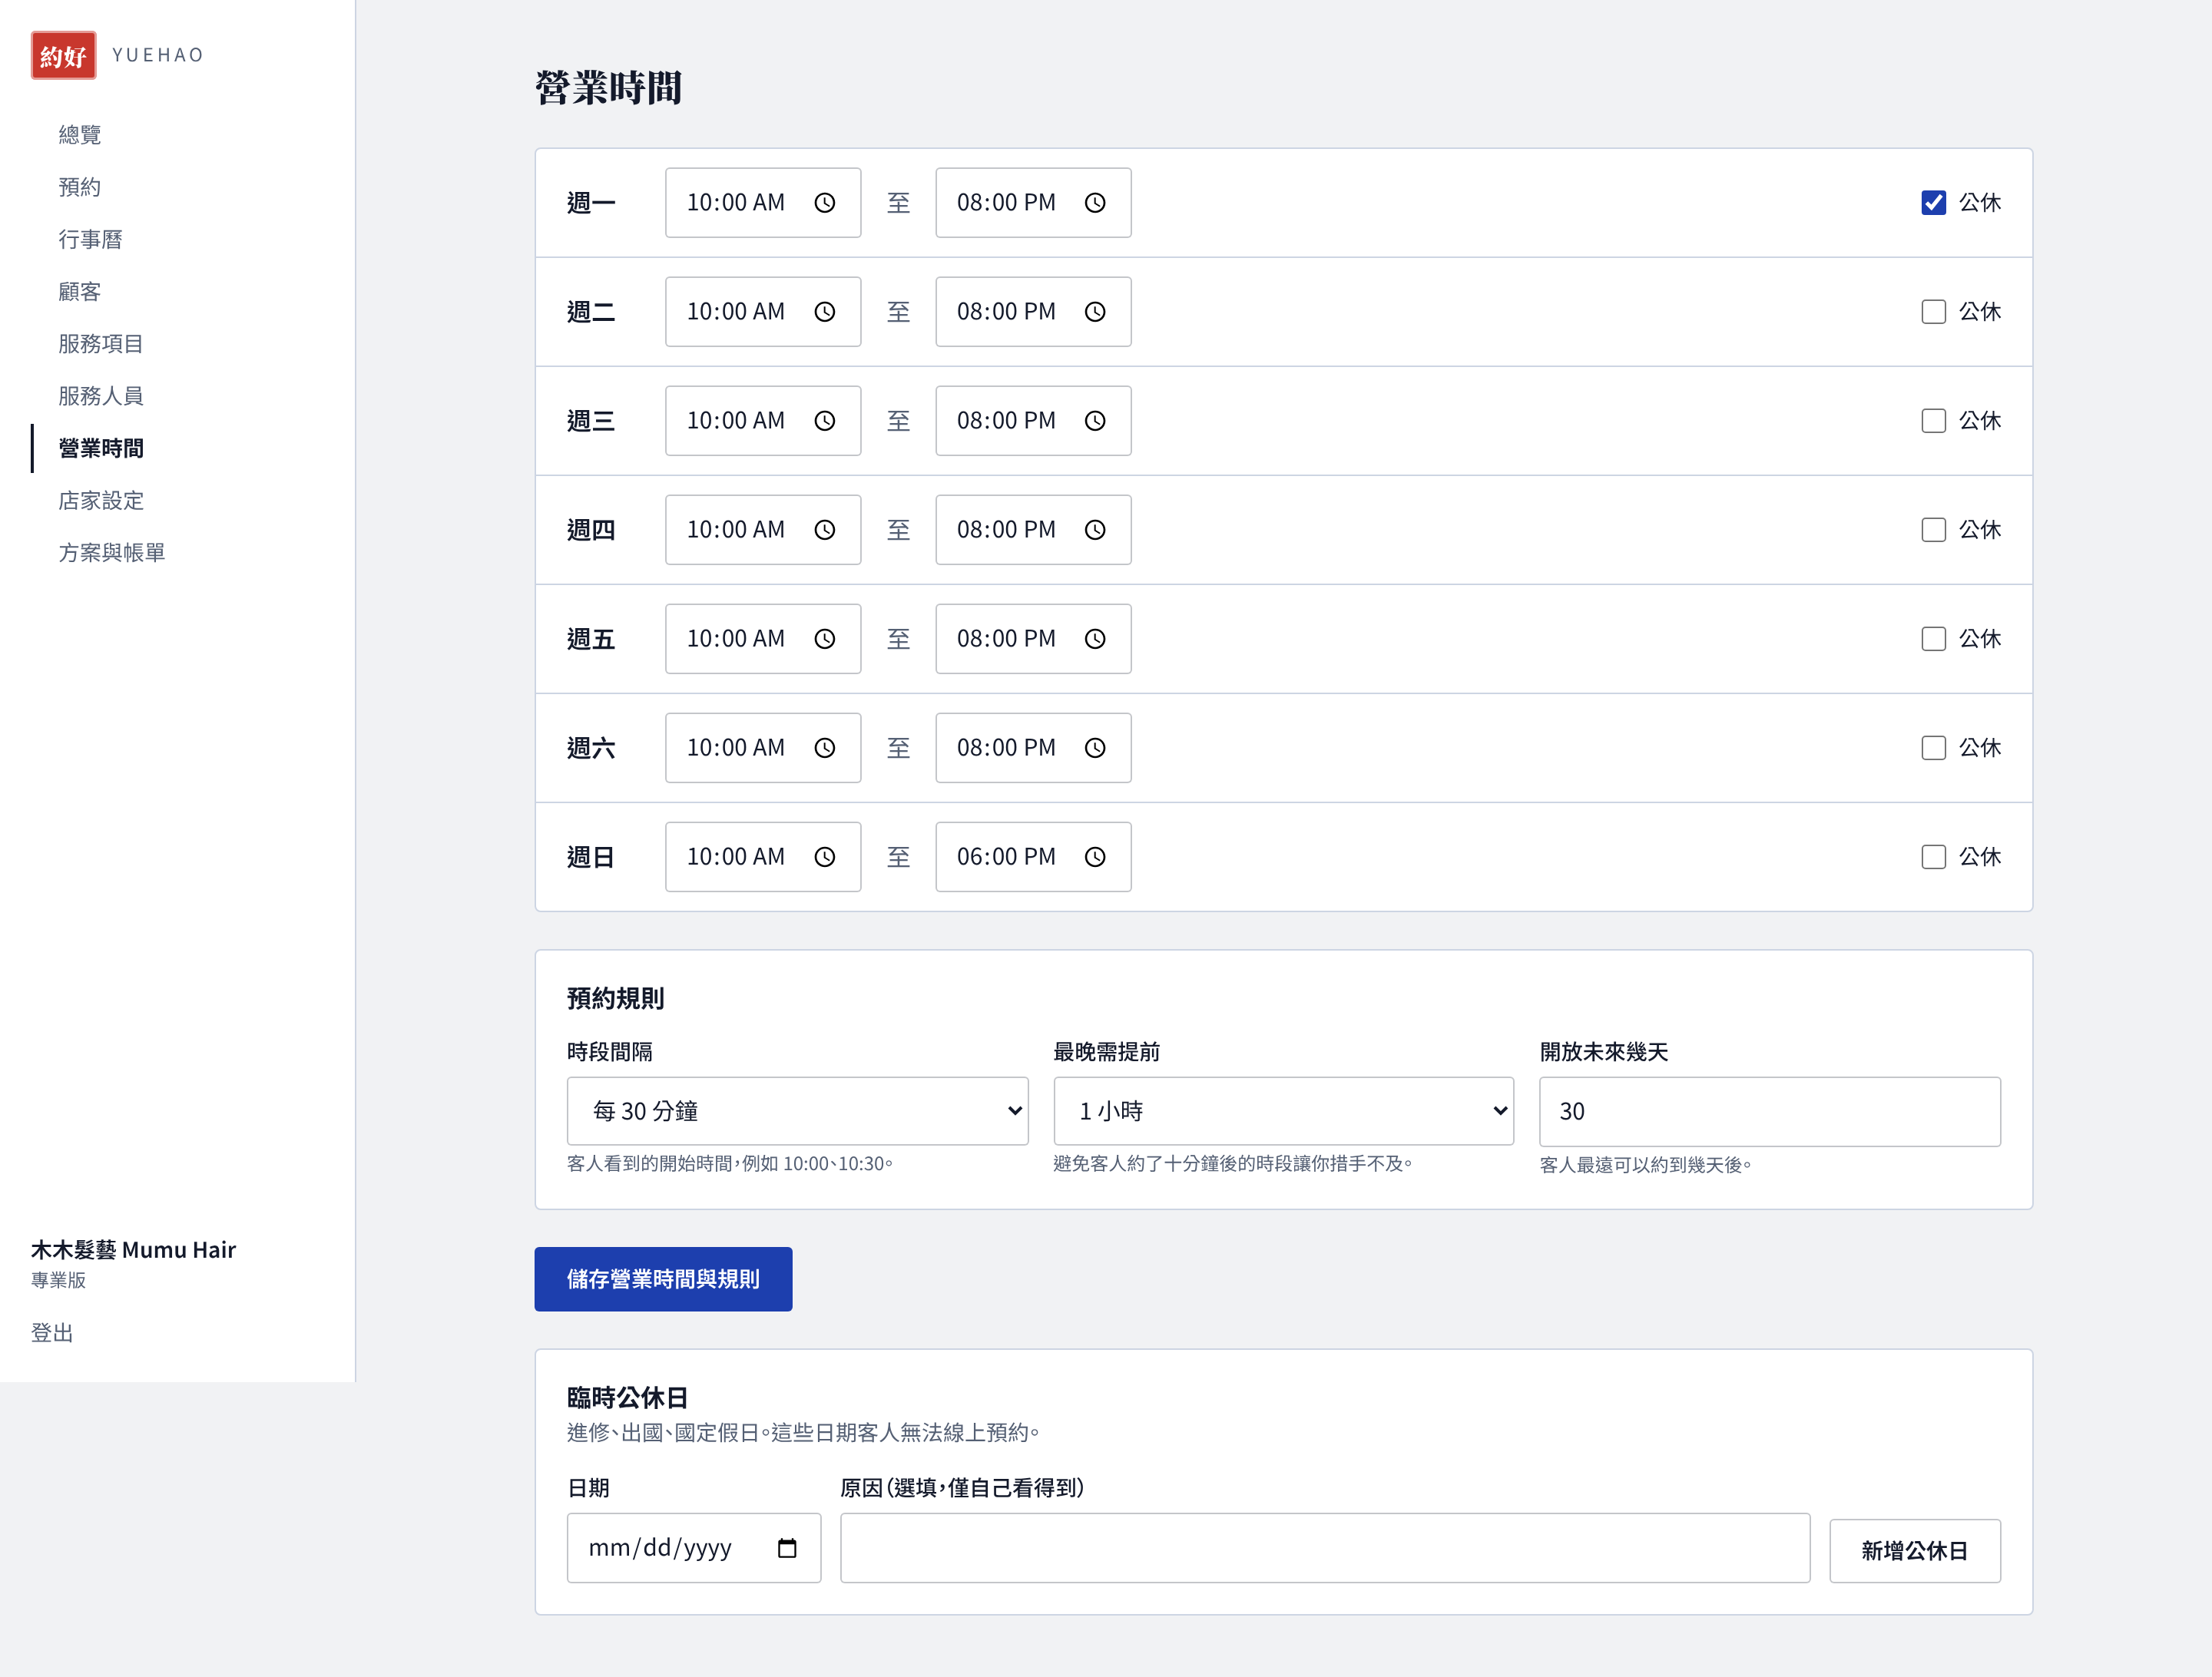 約好 YUEHAO
總覽
預約
行事曆
顧客
服務項目
服務人員
營業時間
店家設定
方案與帳單
木木髮藝 Mumu Hair
專業版
登出
營業時間
週一 10:00 AM 至 08:00 PM 公休
週二 10:00 AM 至 08:00 PM 公休
週三 10:00 AM 至 08:00 PM 公休
週四 10:00 AM 至 08:00 PM 公休
週五 10:00 AM 至 08:00 PM 公休
週六 10:00 AM 至 08:00 PM 公休
週日 10:00 AM 至 06:00 PM 公休
預約規則
時段間隔 最晚需提前 開放未來幾天
每 30 分鐘 1 小時 30
客人看到的開始時間，例如 10:00、10:30。 避免客人約了十分鐘後的時段讓你措手不及。 客人最遠可以約到幾天後。
儲存營業時間與規則
臨時公休日
進修、出國、國定假日。這些日期客人無法線上預約。
日期 原因（選填，僅自己看得到）
mm/dd/yyyy 新增公休日